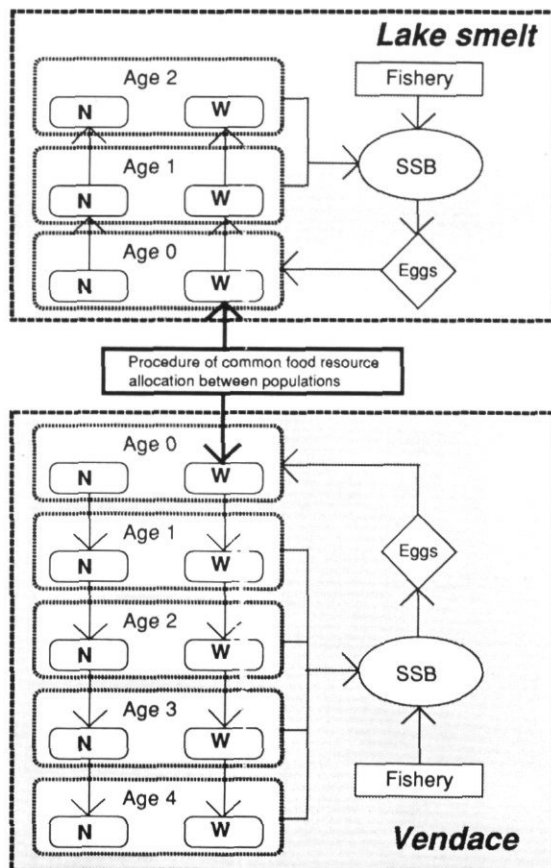 Lake smelt
Age 2
N W
Fishery
Age 1
N W
SSB
Age 0
N W
Eggs
Procedure of common food resource
allocation between populations
Age 0
N W
Age 1
N W
Eggs
Age 2
N W
SSB
Age 3
N W
Fishery
Age 4
N W
Vendace